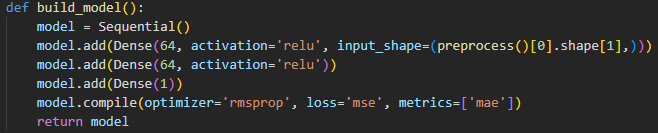 def build_model():
    model = Sequential()
    model.add(Dense(64, activation='relu', input_shape=(preprocess()[0].shape[1],)))
    model.add(Dense(64, activation='relu'))
    model.add(Dense(1))
    model.compile(optimizer='rmsprop', loss='mse', metrics=['mae'])
    return model